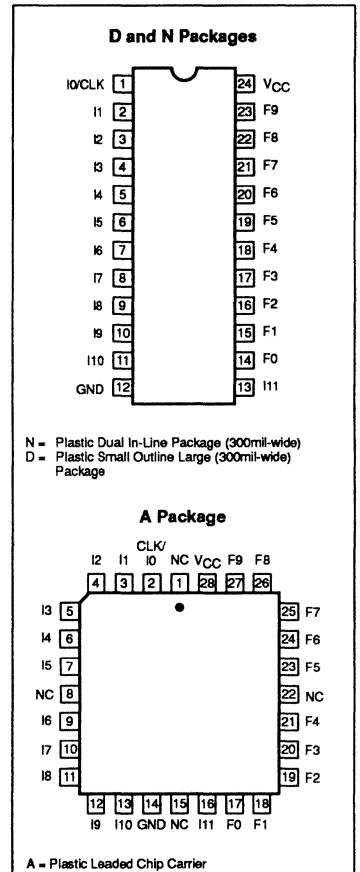 D and N Packages
I0/CLK 1 24 VCC
I1 2 23 F9
I2 3 22 F8
I3 4 21 F7
I4 5 20 F6
I5 6 19 F5
I6 7 18 F4
I7 8 17 F3
I8 9 16 F2
I9 10 15 F1
I10 11 14 F0
GND 12 13 I11
N = Plastic Dual In-Line Package (300mil-wide)
D = Plastic Small Outline Large (300mil-wide)
Package
A Package
CLK/
I2 I1 I0 NC VCC F9 F8
4 3 2 1 28 27 26
I3 5 25 F7
I4 6 24 F6
I5 7 23 F5
NC 8 22 NC
I6 9 21 F4
I7 10 20 F3
I8 11 19 F2
12 13 14 15 16 17 18
I9 I10 GND NC I11 F0 F1
A = Plastic Leaded Chip Carrier